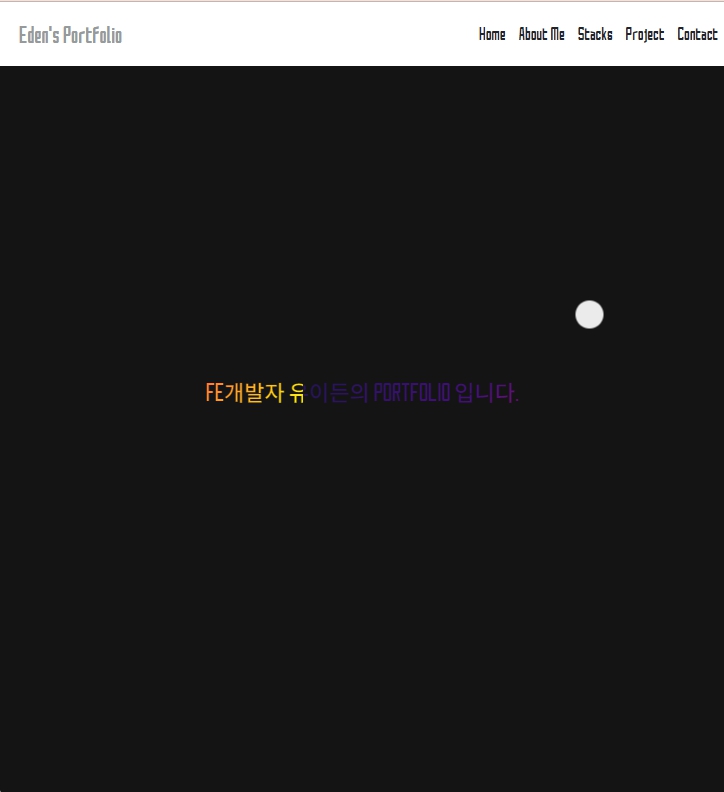 Eden's Portfolio
Home About Me Stacks Project Contact
FE개발자 유이든의 PORTFOLIO 입니다.